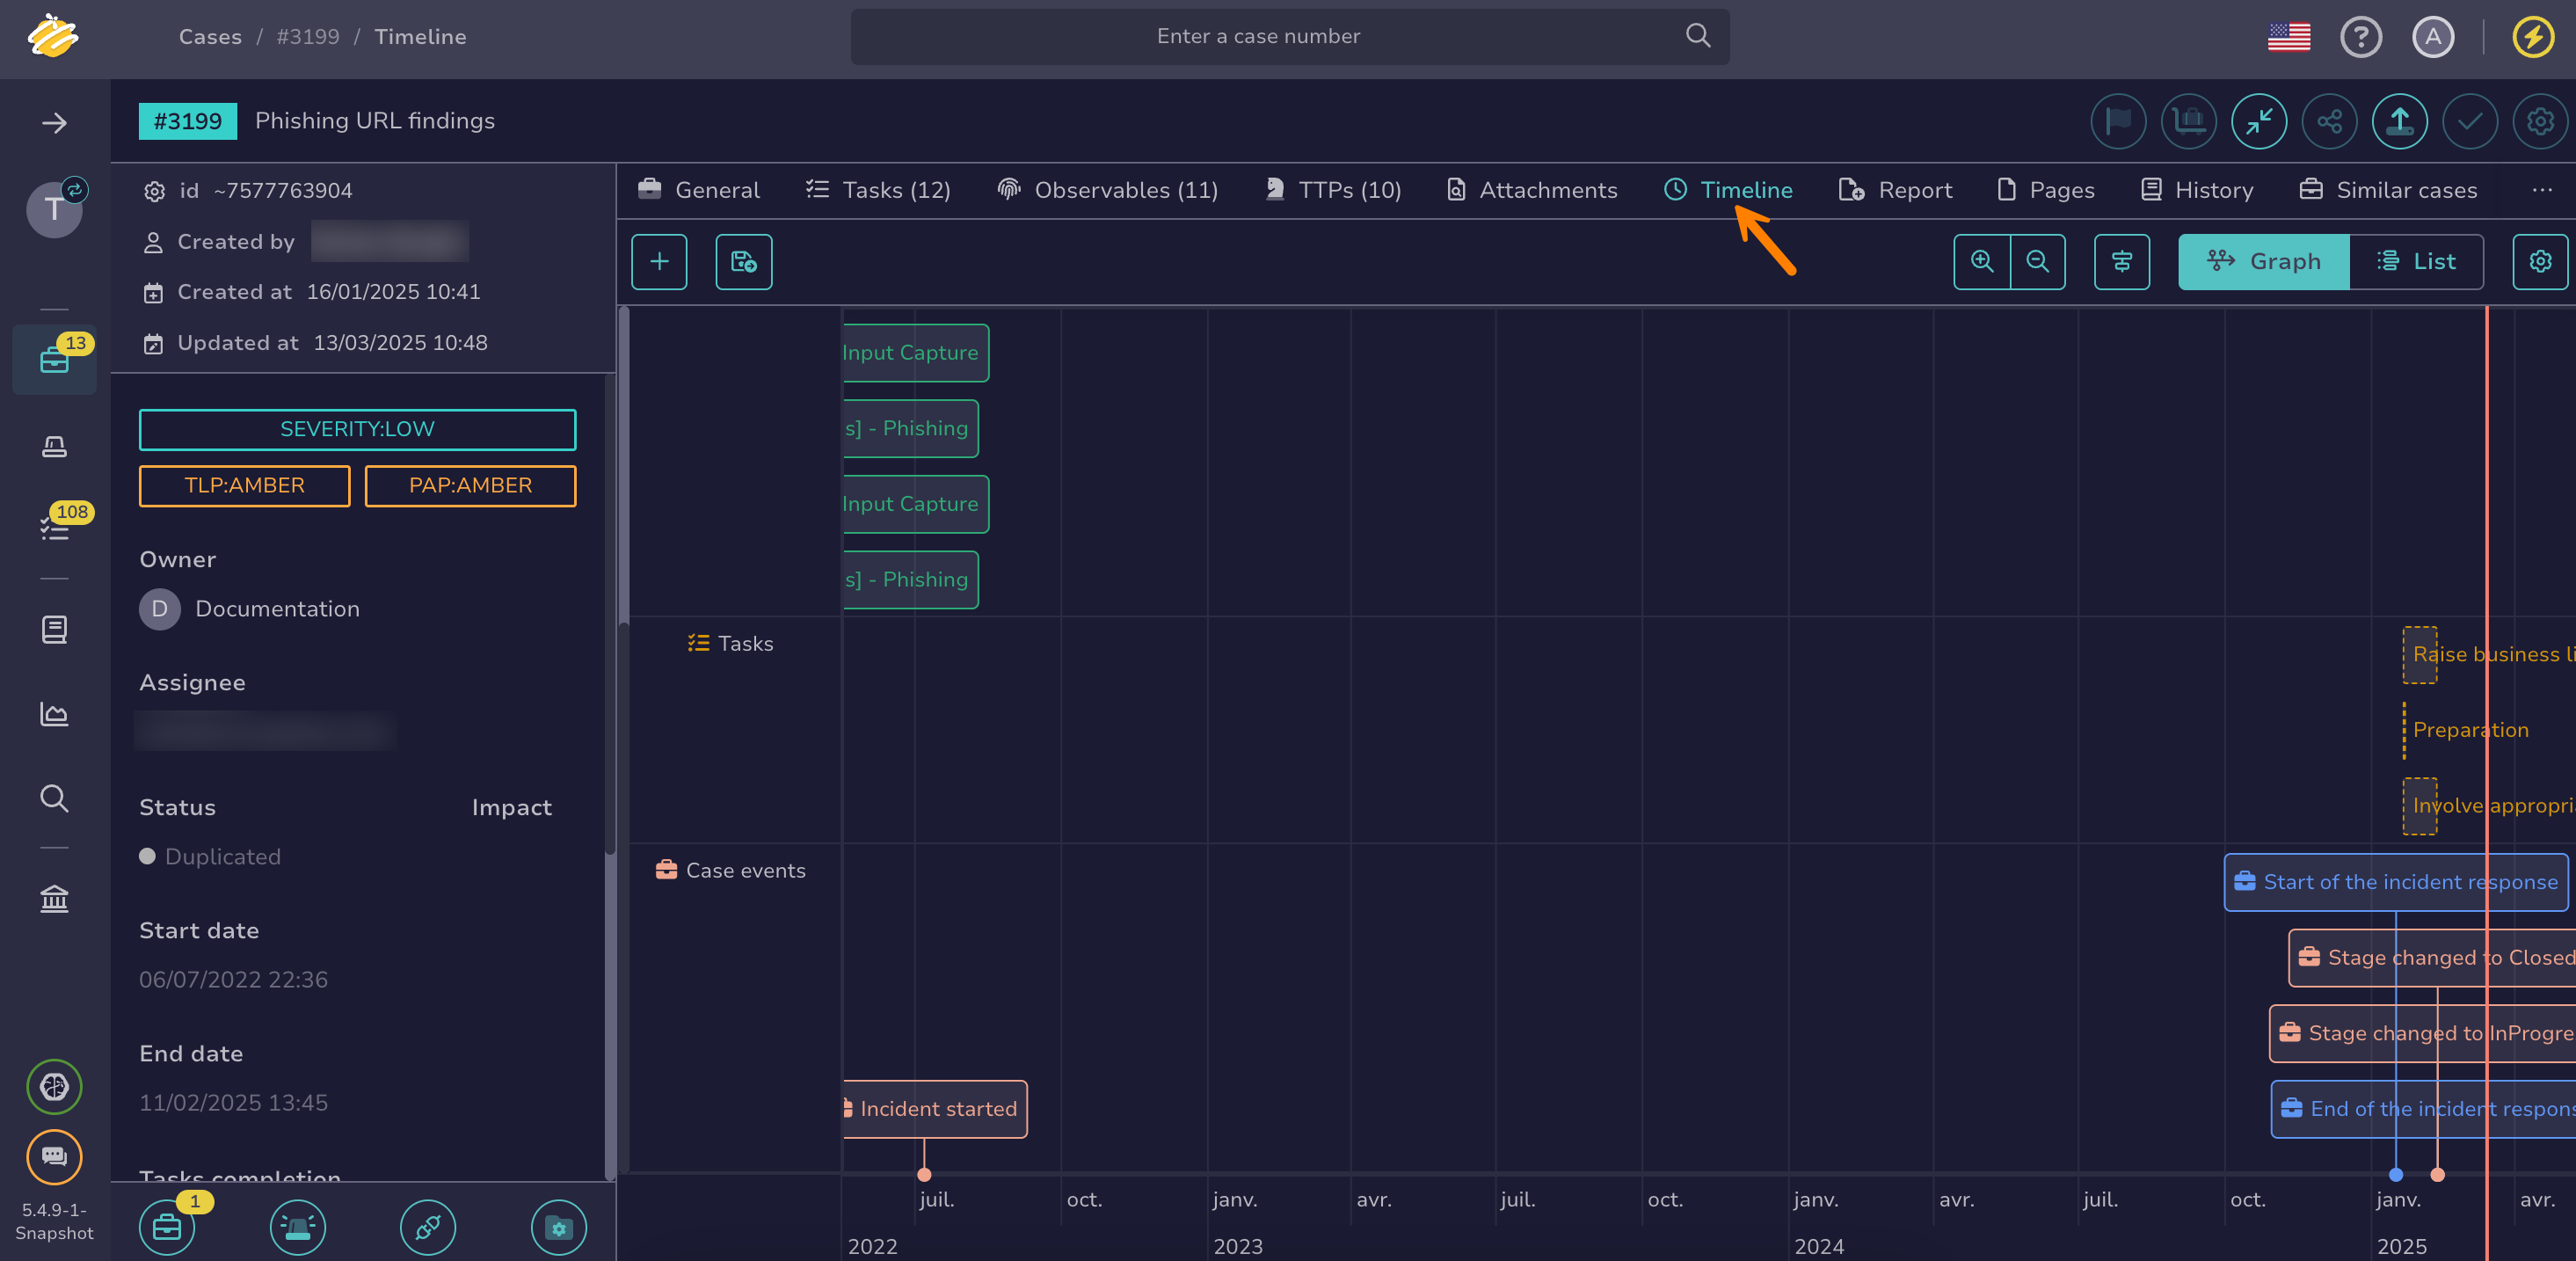 Cases / #3199 / Timeline
Enter a case number
A
#3199 Phishing URL findings
T
13
108
5.4.9-1-
Snapshot
id ~7577763904
Created by
Created at 16/01/2025 10:41
Updated at 13/03/2025 10:48
SEVERITY:LOW
TLP:AMBER PAP:AMBER
Owner
D Documentation
Assignee
Status Impact
Duplicated
Start date
06/07/2022 22:36
End date
11/02/2025 13:45
Tasks completion
1
General Tasks (12) Observables (11) TTPs (10) Attachments Timeline Report Pages History Similar cases ...
Graph List
Input Capture
s] - Phishing
Input Capture
s] - Phishing
Tasks
Raise business li
Preparation
Involve appropri
Case events
Start of the incident response
Stage changed to Closed
Stage changed to InProgre
End of the incident respons
Incident started
juil. oct. janv. avr. juil. oct. janv. avr. juil. oct. janv. avr.
2022 2023 2024 2025